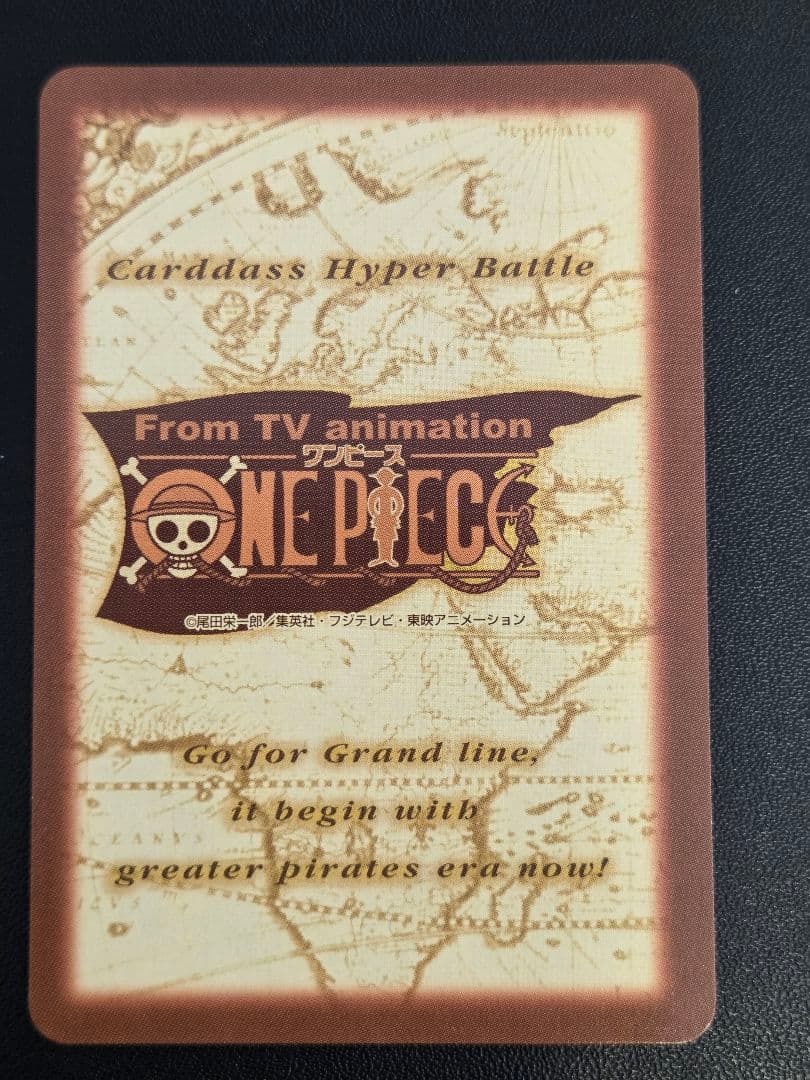 Septentrio
Carddass Hyper Battle
From TV animation
ワンピース
ONE PIECE
©尾田栄一郎／集英社・フジテレビ・東映アニメーション
Go for Grand line,
it begin with
greater pirates era now!